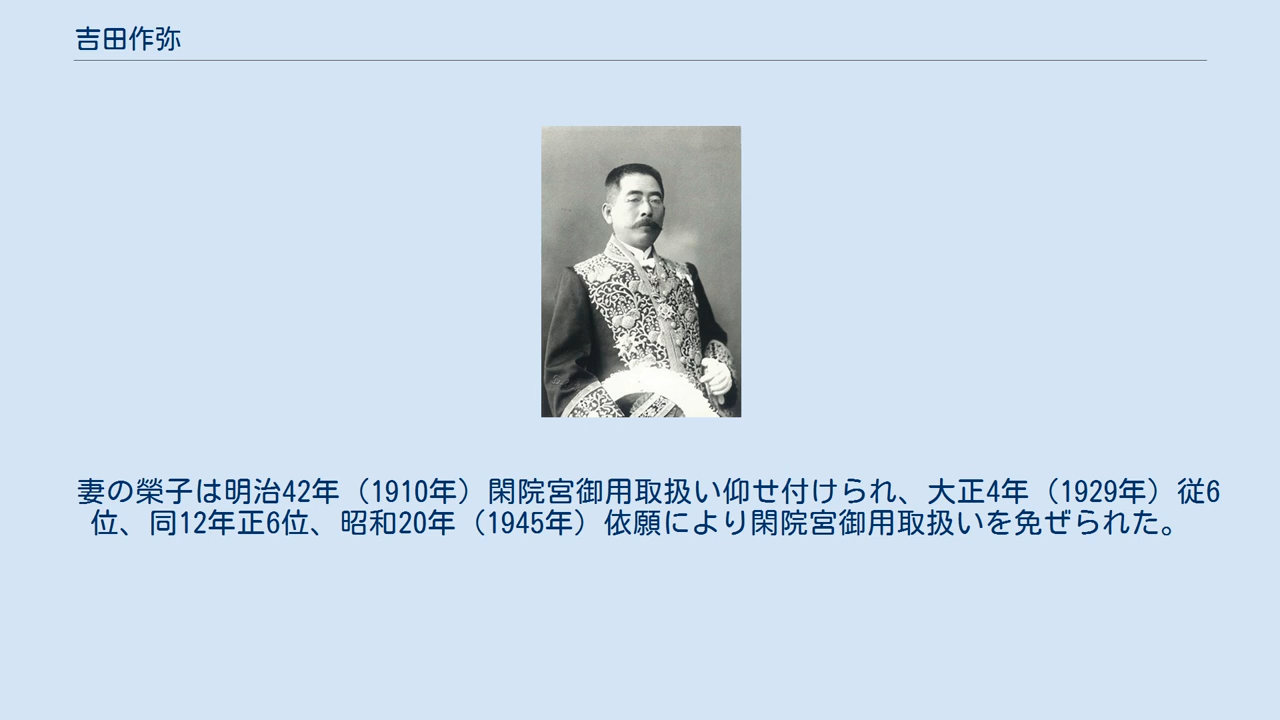 吉田作弥
妻の榮子は明治42年（1910年）閑院宮御用取扱い仰せ付けられ、大正4年（1929年）従6
位、同12年正6位、昭和20年（1945年）依願により閑院宮御用取扱いを免ぜられた。